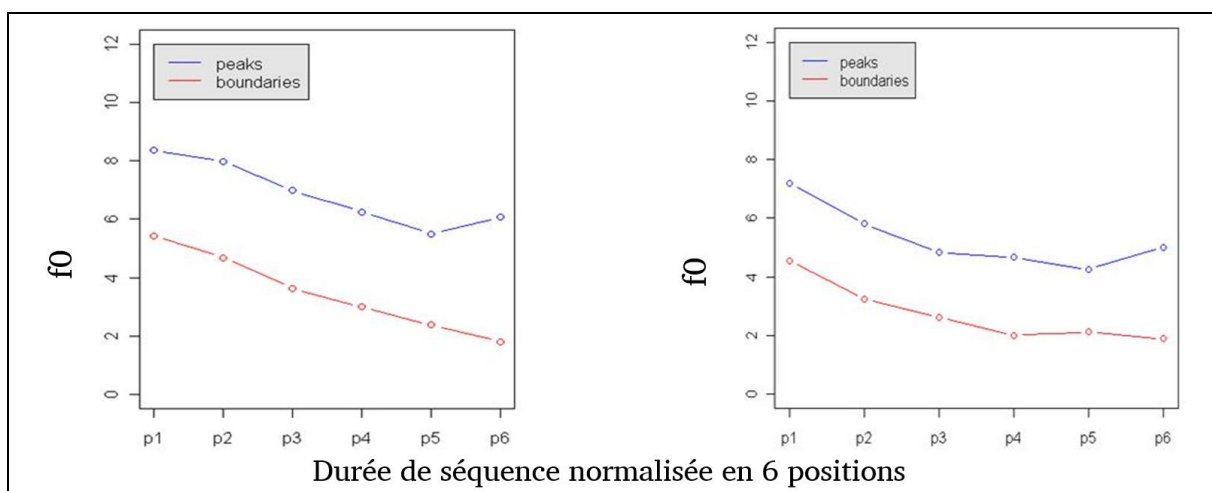 peaks
boundaries
12
10
8
6
4
2
0
f0
p1 p2 p3 p4 p5 p6
peaks
boundaries
12
10
8
6
4
2
0
f0
p1 p2 p3 p4 p5 p6
Durée de séquence normalisée en 6 positions